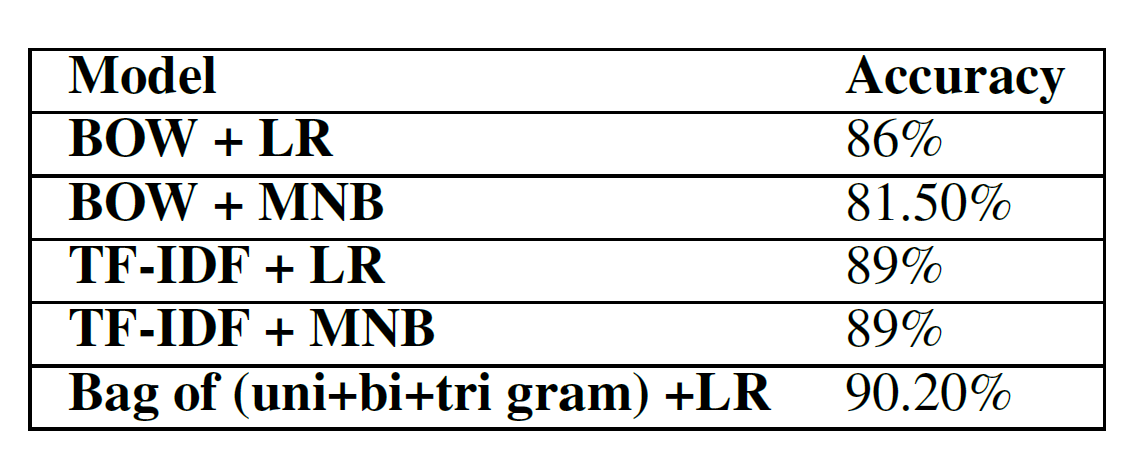 Model Accuracy
BOW + LR 86%
BOW + MNB 81.50%
TF-IDF + LR 89%
TF-IDF + MNB 89%
Bag of (uni+bi+tri gram) +LR 90.20%